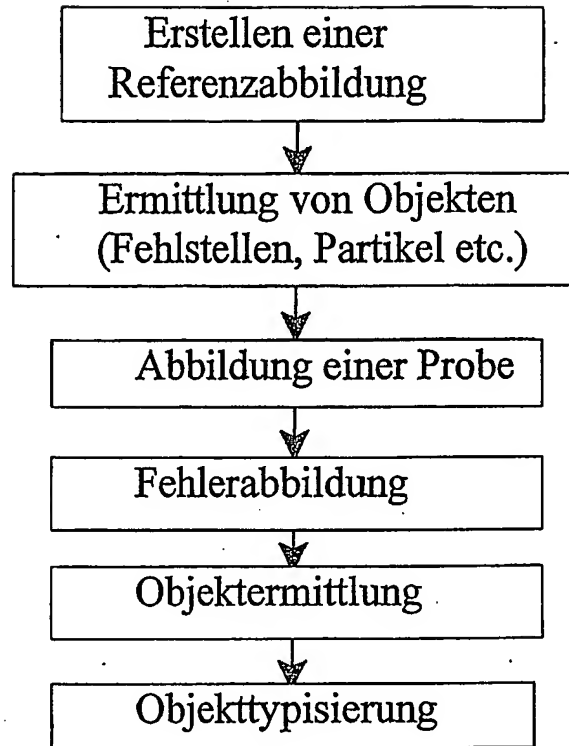 Erstellen einer
Referenzabbildung
Ermittlung von Objekten
(Fehlstellen, Partikel etc.)
Abbildung einer Probe
Fehlerabbildung
Objektermittlung
Objekttypisierung